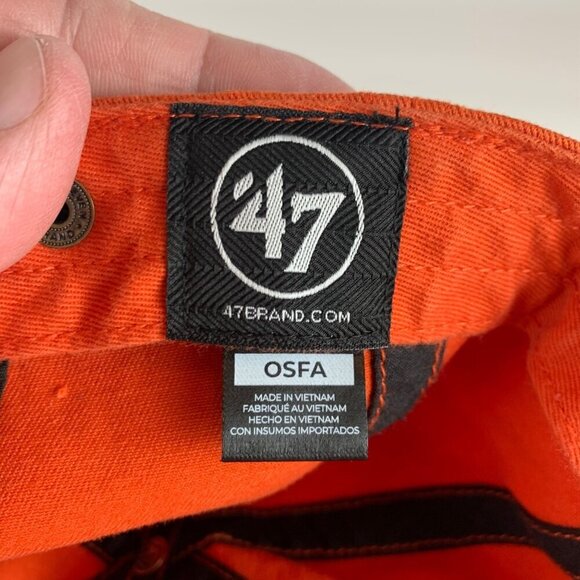 '47
47BRAND.COM
OSFA
MADE IN VIETNAM
FABRIQUÉ AU VIETNAM
HECHO EN VIETNAM
CON INSUMOS IMPORTADOS